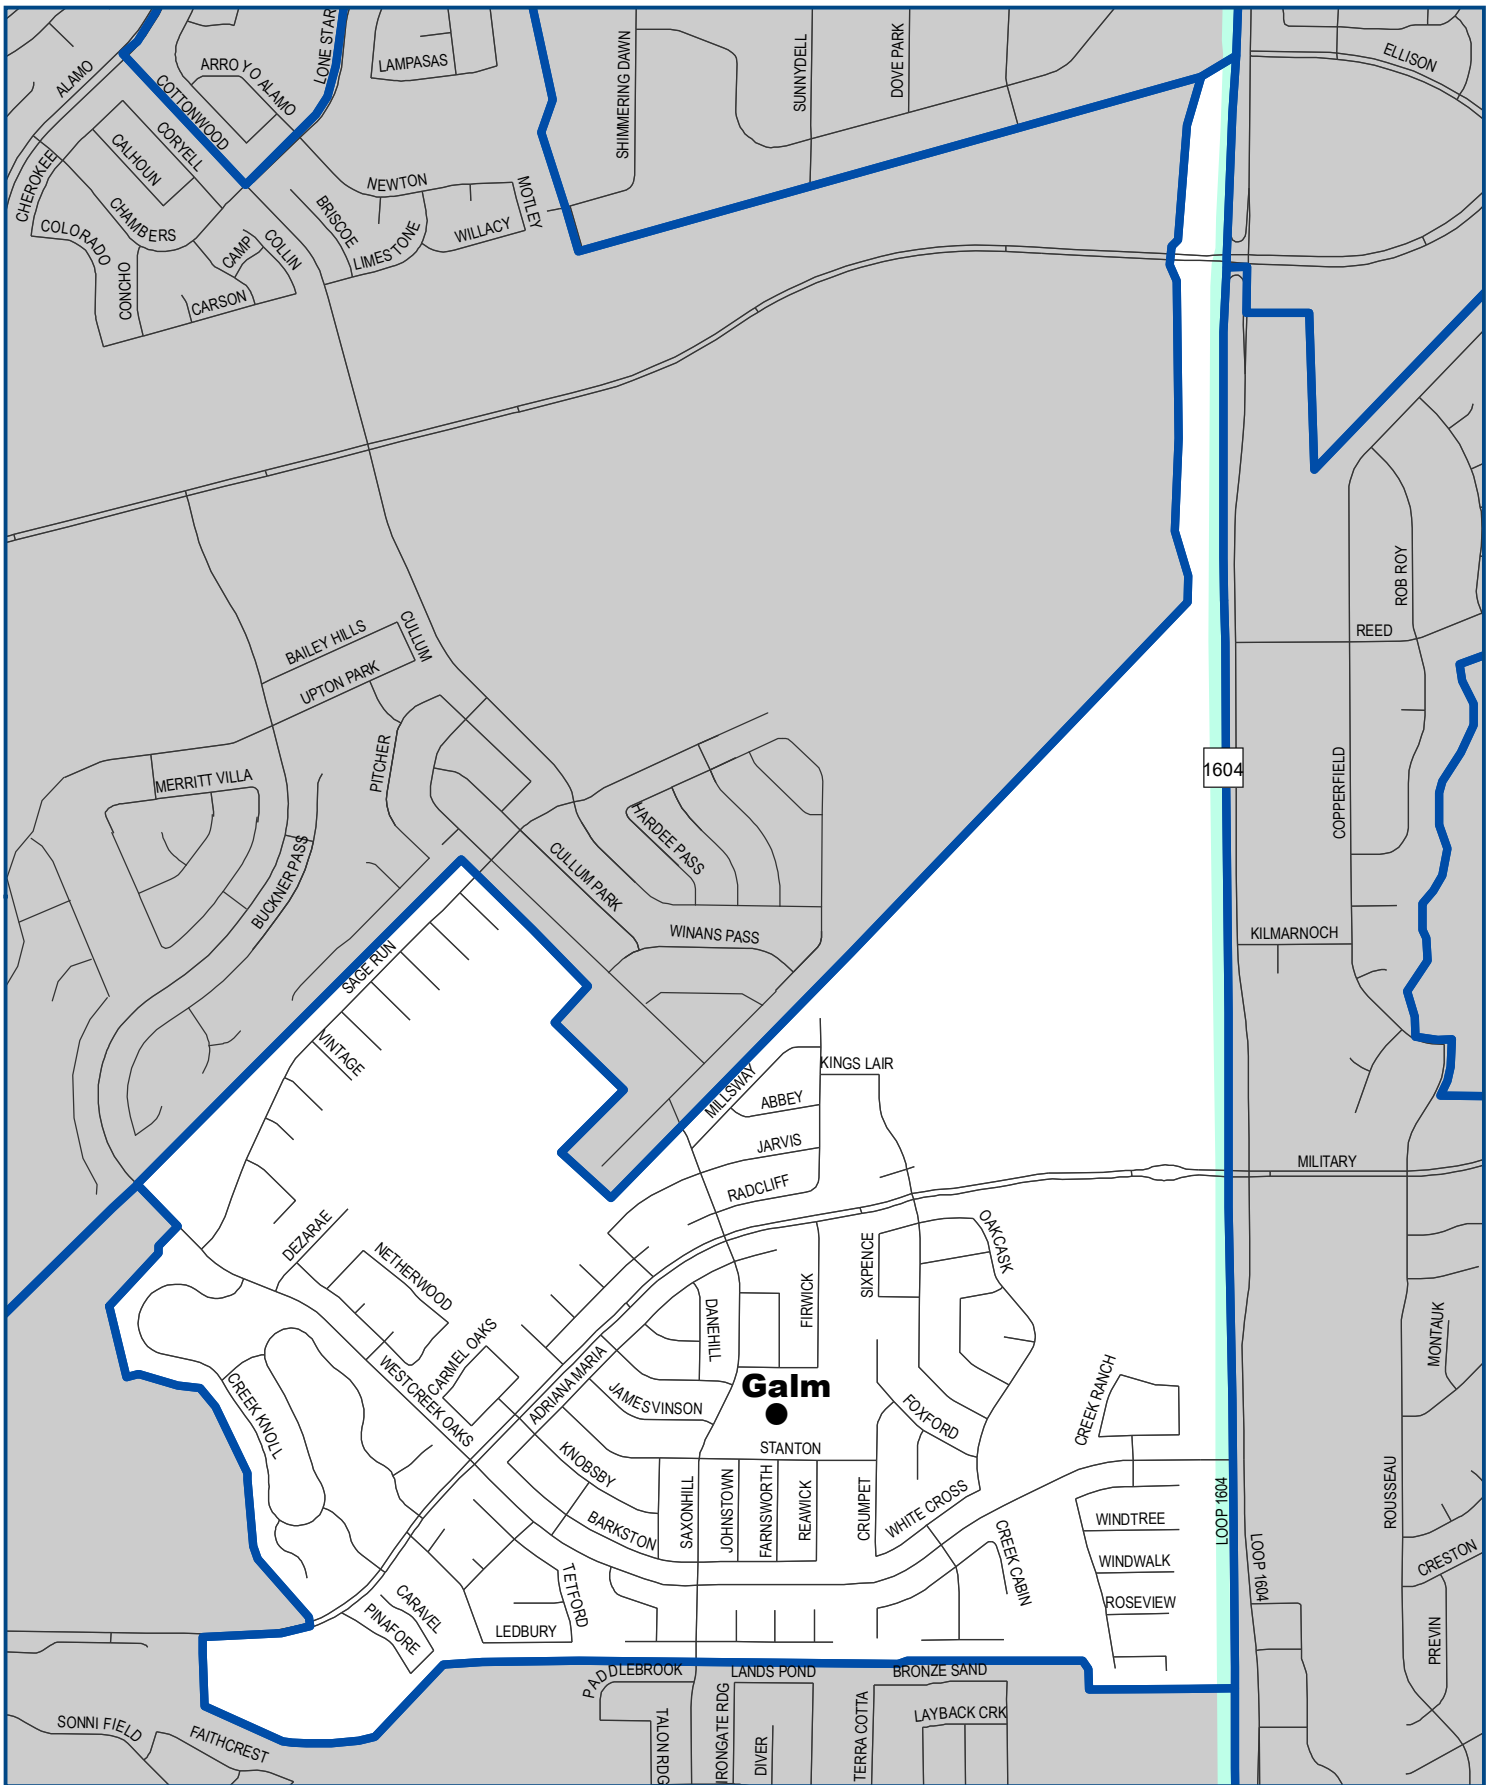 ALAMO
COTTONWOOD
ARROYO ALAMO
LONE STAR
LAMPASAS
SHIMMERING DAWN
SUNNYDELL
DOVE PARK
ELLISON
CORYELL
CALHOUN
CHEROKEE
COLORADO
CHAMBERS
CONCHO
CAMP
COLLIN
CARSON
BRISCOE
NEWTON
LIMESTONE
WILLACY
MOTLEY
BAILEY HILLS
UPTON PARK
CULLUM
PITCHER
MERRITT VILLA
BUCKNER PASS
HARDEE PASS
CULLUM PARK
WINANS PASS
ROB ROY
REED
1604
COPPERFIELD
KILMARNOCH
SAGE RUN
VINTAGE
MILLSWAY
KINGS LAIR
ABBEY
JARVIS
RADCLIFF
MILITARY
DEZARAE
NETHERWOOD
CARMEL OAKS
WESTCREEK OAKS
CREEK KNOLL
ADRIANA MARIA
DANEHILL
FIRWICK
SIXPENCE
OAKCASK
JAMES VINSON
Galm
FOXFORD
CREEK RANCH
MONTAUK
STANTON
KNOBSBY
BARKSTON
SAXONHILL
JOHNSTOWN
FARNSWORTH
REAWICK
CRUMPET
WHITE CROSS
CREEK CABIN
WINDTREE
WINDWALK
ROSEVIEW
LOOP 1604
LOOP 1604
ROUSSEAU
CRESTON
PREVIN
TETFORD
CARAVEL
PINAFORE
LEDBURY
PADDLEBROOK
LANDS POND
BRONZE SAND
SONNI FIELD
FAITHCREST
TALON RDG
IRONGATE RDG
DIVER
TERRA COTTA
LAYBACK CRK